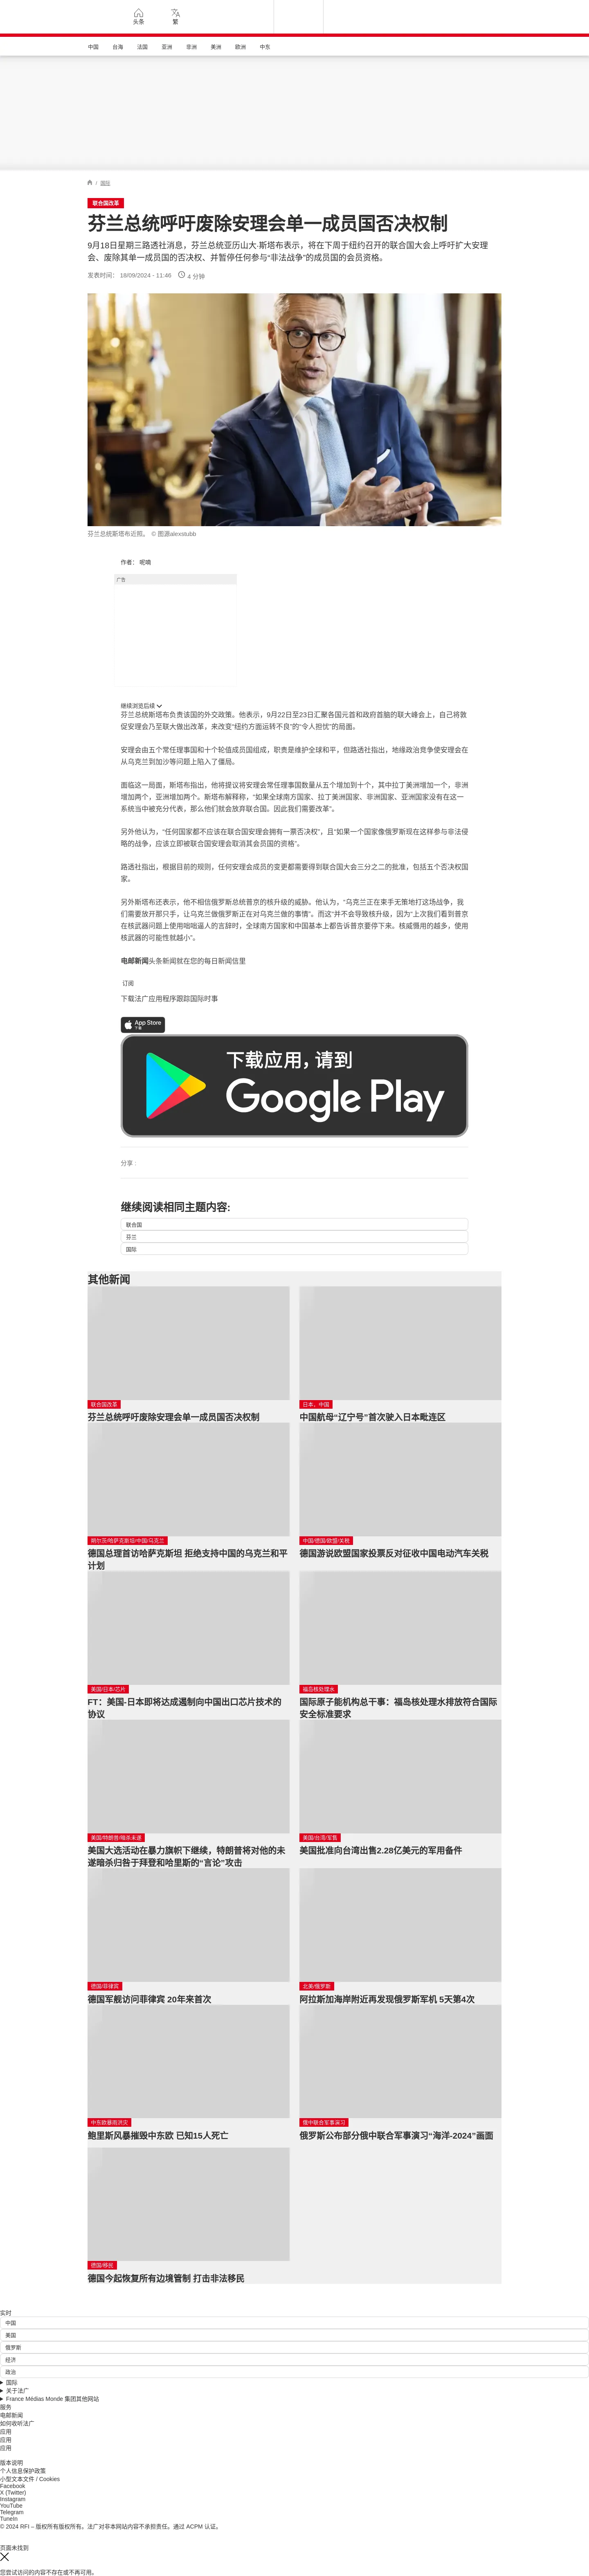 头条
繁
中国
台海
法国
亚洲
非洲
美洲
欧洲
中东
/ 国际
联合国改革
芬兰总统呼吁废除安理会单一成员国否决权制
9月18日星期三路透社消息，芬兰总统亚历山大·斯塔布表示，将在下周于纽约召开的联合国大会上呼吁扩大安理
会、废除其单一成员国的否决权、并暂停任何参与“非法战争”的成员国的会员资格。
发表时间： 18/09/2024 - 11:46 4 分钟
芬兰总统斯塔布近照。 © 图源alexstubb
作者： 呢喃
广告
继续浏览后续
芬兰总统斯塔布负责该国的外交政策。他表示，9月22日至23日汇聚各国元首和政府首脑的联大峰会上，自己将敦
促安理会乃至联大做出改革，来改变“纽约方面运转不良”的“令人担忧”的局面。
安理会由五个常任理事国和十个轮值成员国组成，职责是维护全球和平，但路透社指出，地缘政治竞争使安理会在
从乌克兰到加沙等问题上陷入了僵局。
面临这一局面，斯塔布指出，他将提议将安理会常任理事国数量从五个增加到十个，其中拉丁美洲增加一个，非洲
增加两个，亚洲增加两个。斯塔布解释称，“如果全球南方国家、拉丁美洲国家、非洲国家、亚洲国家没有在这一
系统当中被充分代表，那么他们就会放弃联合国。因此我们需要改革”。
另外他认为，“任何国家都不应该在联合国安理会拥有一票否决权”，且“如果一个国家像俄罗斯现在这样参与非法侵
略的战争，应该立即被联合国安理会取消其会员国的资格”。
路透社指出，根据目前的规则，任何安理会成员的变更都需要得到联合国大会三分之二的批准，包括五个否决权国
家。
另外斯塔布还表示，他不相信俄罗斯总统普京的核升级的威胁。他认为，“乌克兰正在束手无策地打这场战争，我
们需要放开那只手，让乌克兰做俄罗斯正在对乌克兰做的事情”。而这“并不会导致核升级，因为“上次我们看到普京
在核武器问题上使用咄咄逼人的言辞时，全球南方国家和中国基本上都告诉普京要停下来。核威慑用的越多，使用
核武器的可能性就越小”。
电邮新闻头条新闻就在您的每日新闻信里
订阅
下载法广应用程序跟踪国际时事
App Store
下载
下载应用，请到
Google Play
分享 :
继续阅读相同主题内容:
联合国
芬兰
国际
其他新闻
联合国改革
芬兰总统呼吁废除安理会单一成员国否决权制
日本、中国
中国航母“辽宁号”首次驶入日本毗连区
朔尔茨/哈萨克斯坦/中国/乌克兰
德国总理首访哈萨克斯坦 拒绝支持中国的乌克兰和平
计划
中国/德国/欧盟/关税
德国游说欧盟国家投票反对征收中国电动汽车关税
美国/日本/芯片
FT：美国-日本即将达成遏制向中国出口芯片技术的
协议
福岛核处理水
国际原子能机构总干事：福岛核处理水排放符合国际
安全标准要求
美国/特朗普/暗杀未遂
美国大选活动在暴力旗帜下继续，特朗普将对他的未
遂暗杀归咎于拜登和哈里斯的“言论”攻击
美国/台湾/军售
美国批准向台湾出售2.28亿美元的军用备件
德国/菲律宾
德国军舰访问菲律宾 20年来首次
北美/俄罗斯
阿拉斯加海岸附近再发现俄罗斯军机 5天第4次
中东欧暴雨洪灾
鲍里斯风暴摧毁中东欧 已知15人死亡
俄中联合军事演习
俄罗斯公布部分俄中联合军事演习“海洋-2024”画面
德国/移民
德国今起恢复所有边境管制 打击非法移民
实时
中国
美国
俄罗斯
经济
政治
国际
关于法广
France Médias Monde 集团其他网站
服务
电邮新闻
如何收听法广
应用
应用
应用
版本说明
个人信息保护政策
小型文本文件 / Cookies
Facebook
X (Twitter)
Instagram
YouTube
Telegram
TuneIn
© 2024 RFI – 版权所有版权所有。法广对非本网站内容不承担责任。通过 ACPM 认证。
页面未找到
您尝试访问的内容不存在或不再可用。